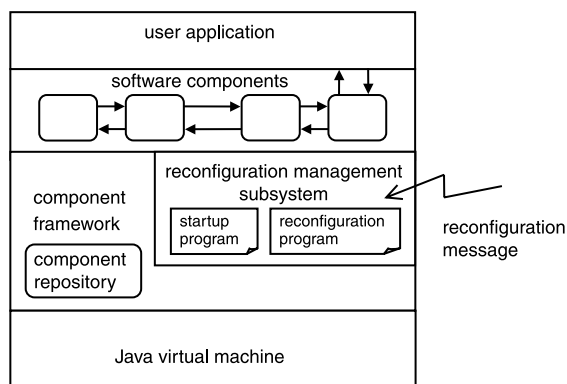 user application
software components
reconfiguration management
subsystem
component
framework
startup
program
reconfiguration
program
reconfiguration
message
component
repository
Java virtual machine